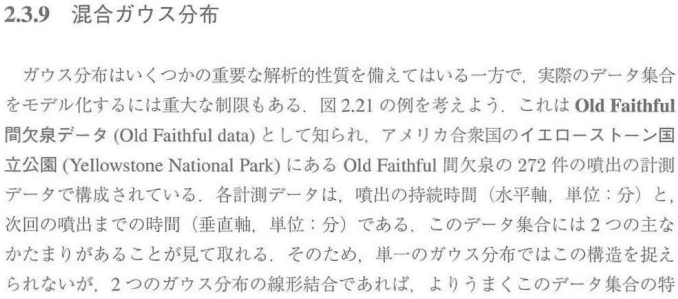 2.3.9 混合ガウス分布
ガウス分布はいくつかの重要な解析的性質を備えてはいる一方で，実際のデータ集合
をモデル化するには重大な制限もある．図 2.21 の例を考えよう．これは Old Faithful
間欠泉データ (Old Faithful data) として知られ，アメリカ合衆国のイエローストーン国
立公園 (Yellowstone National Park) にある Old Faithful 間欠泉の 272 件の噴出の計測
データで構成されている．各計測データは，噴出の持続時間（水平軸，単位：分）と，
次回の噴出までの時間（垂直軸，単位：分）である．このデータ集合には 2 つの主な
かたまりがあることが見て取れる．そのため，単一のガウス分布ではこの構造を捉え
られないが，2 つのガウス分布の線形結合であれば，よりうまくこのデータ集合の特